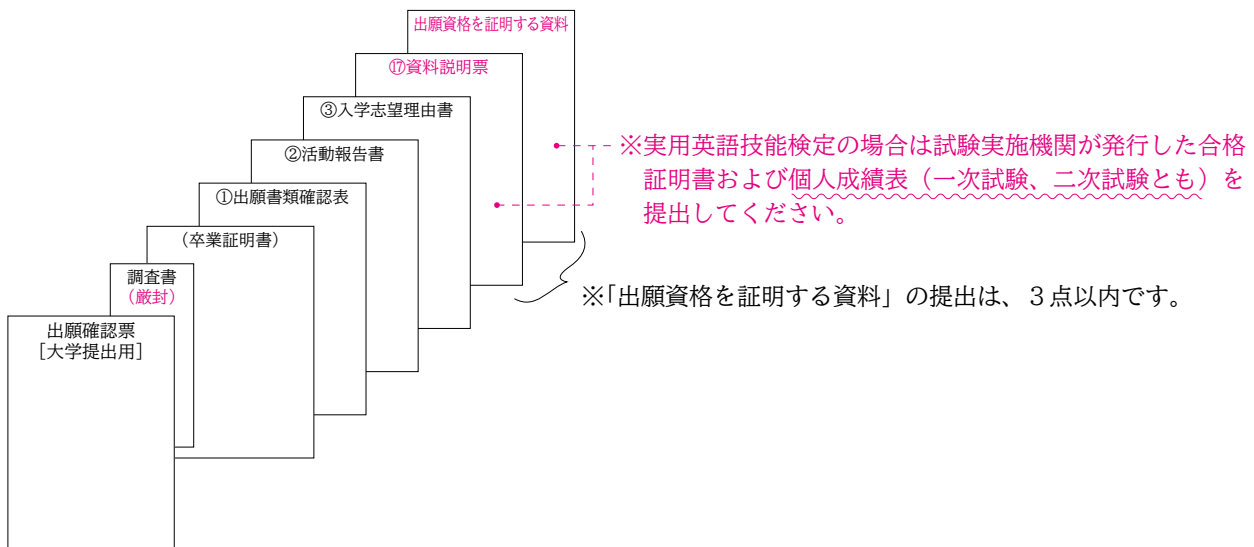 出願資格を証明する資料
⑰資料説明票
③入学志望理由書
②活動報告書
①出願書類確認表
(卒業証明書)
調査書
(厳封)
出願確認票
[大学提出用]
※実用英語技能検定の場合は試験実施機関が発行した合格
証明書および個人成績表(一次試験、二次試験とも)を
提出してください。
※「出願資格を証明する資料」の提出は、3点以内です。